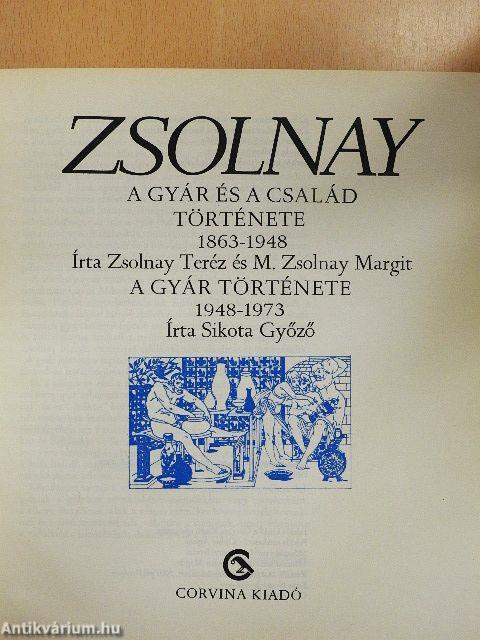 ZSOLNAY
A GYÁR ÉS A CSALÁD
TÖRTÉNETE
1863-1948
Írta Zsolnay Teréz és M. Zsolnay Margit
A GYÁR TÖRTÉNETE
1948-1973
Írta Sikota Győző
CORVINA KIADÓ
Antikvárium.hu